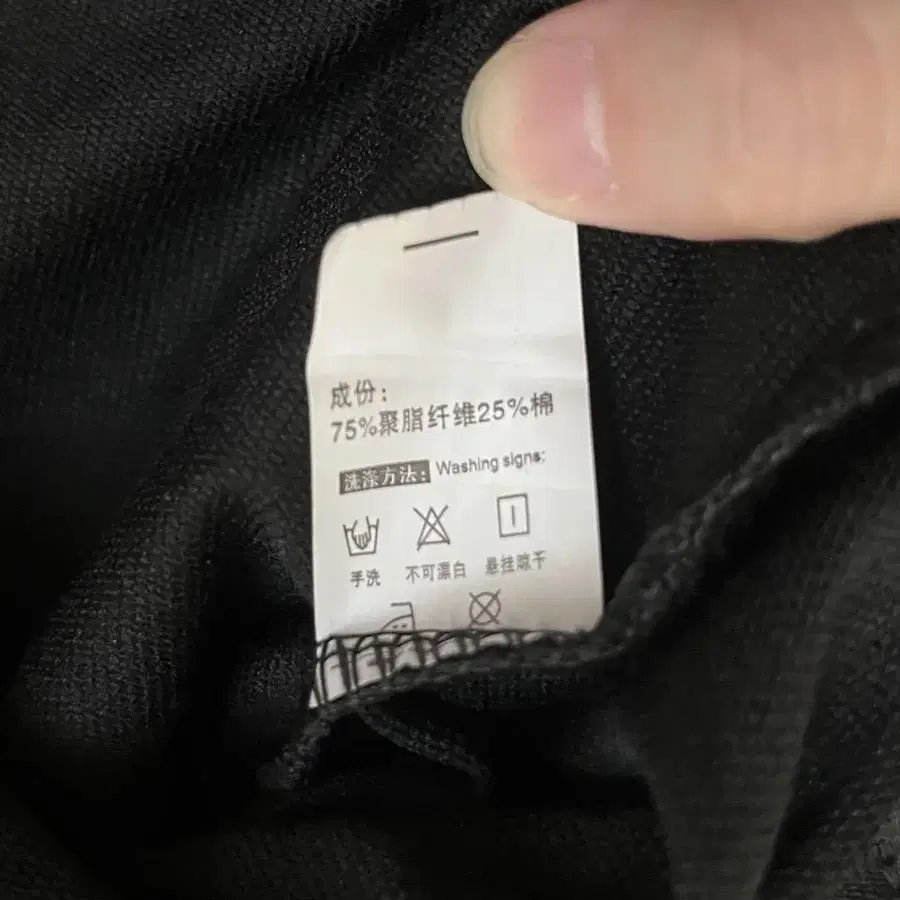 成份：
75%聚脂纤维25%棉
洗涤方法： Washing signs:
手洗 不可漂白 悬挂晾干